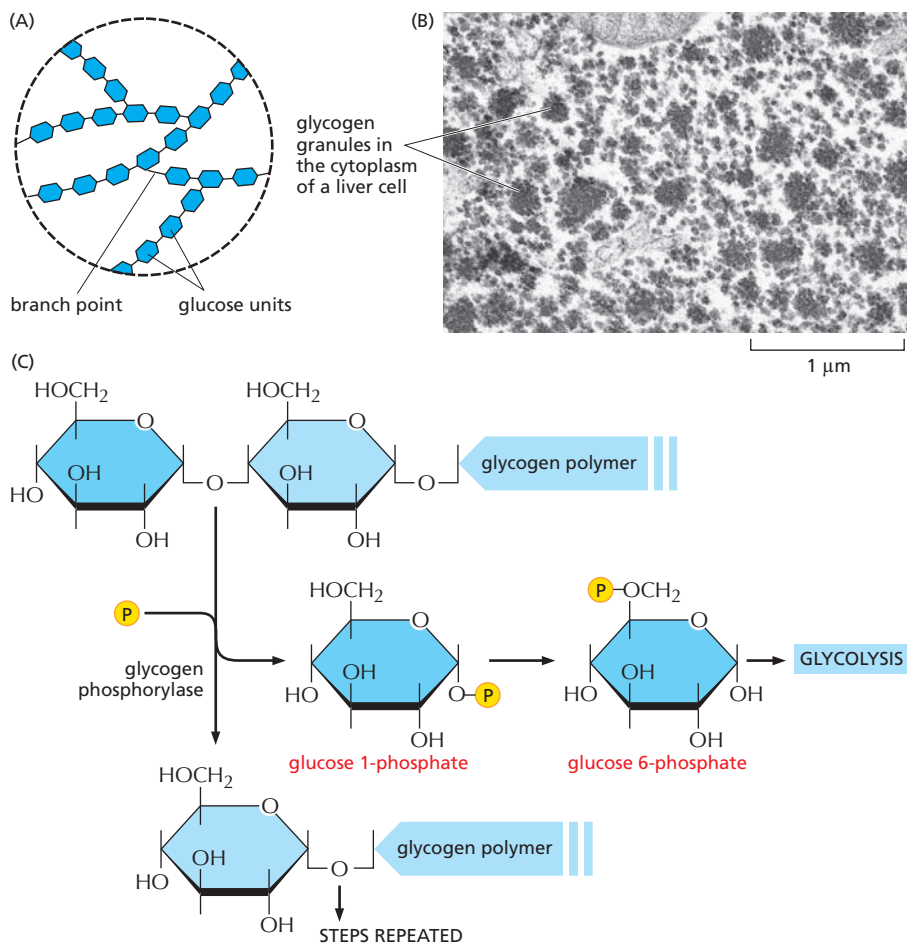 (A)
(B)
glycogen
granules in
the cytoplasm
of a liver cell
branch point
glucose units
1 μm
(C)
HOCH2
O
OH
HO
OH
O
HOCH2
O
OH
OH
O
glycogen polymer
P
glycogen
phosphorylase
HOCH2
O
OH
HO
O
P
OH
glucose 1-phosphate
P
OCH2
O
OH
HO
OH
OH
glucose 6-phosphate
GLYCOLYSIS
HOCH2
O
OH
HO
OH
O
glycogen polymer
STEPS REPEATED